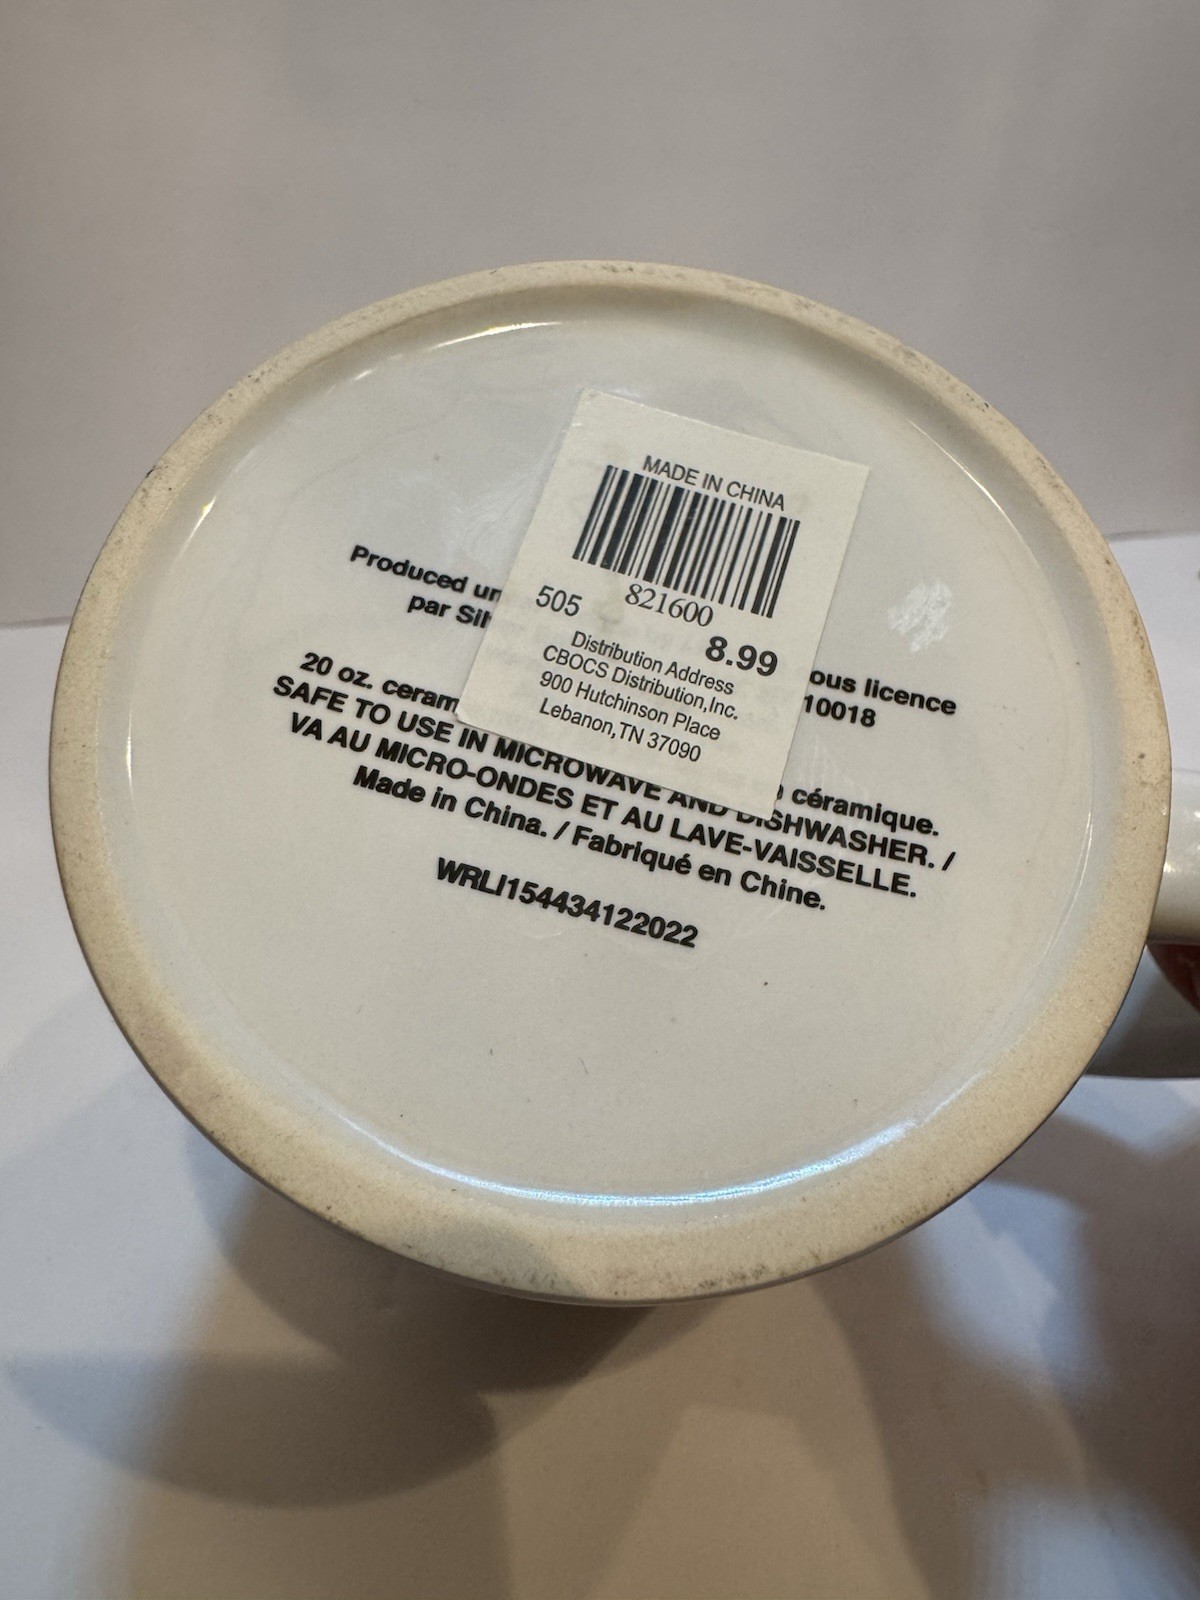 MADE IN CHINA
821600
505
8.99
Distribution Address
CBOCS Distribution,Inc.
900 Hutchinson Place
Lebanon,TN 37090
Produced
ous licence
par
10018
20 oz.
céramique.
SAFE TO USE IN MICROWAVE AND DISHWASHER. /
VA AU MICRO-ONDES ET AU LAVE-VAISSELLE.
Made in China. / Fabriqué en Chine.
WRLI154434122022